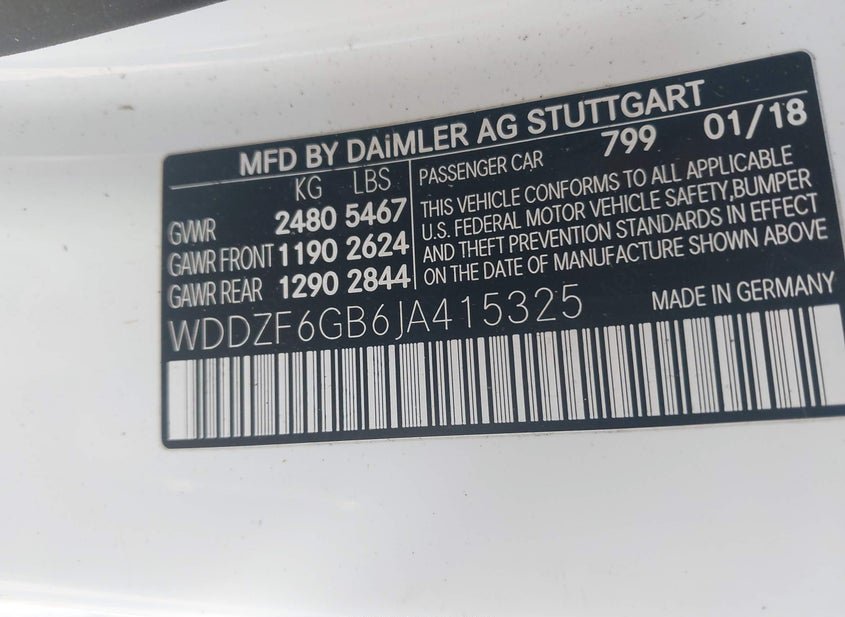 MFD BY DAiMLER AG STUTTGART
KG LBS
GVWR 2480 5467
GAWR FRONT 1190 2624
GAWR REAR 1290 2844
PASSENGER CAR 799 01/18
THIS VEHICLE CONFORMS TO ALL APPLICABLE
U.S. FEDERAL MOTOR VEHICLE SAFETY,BUMPER
AND THEFT PREVENTION STANDARDS IN EFFECT
ON THE DATE OF MANUFACTURE SHOWN ABOVE
WDDZF6GB6JA415325
MADE IN GERMANY